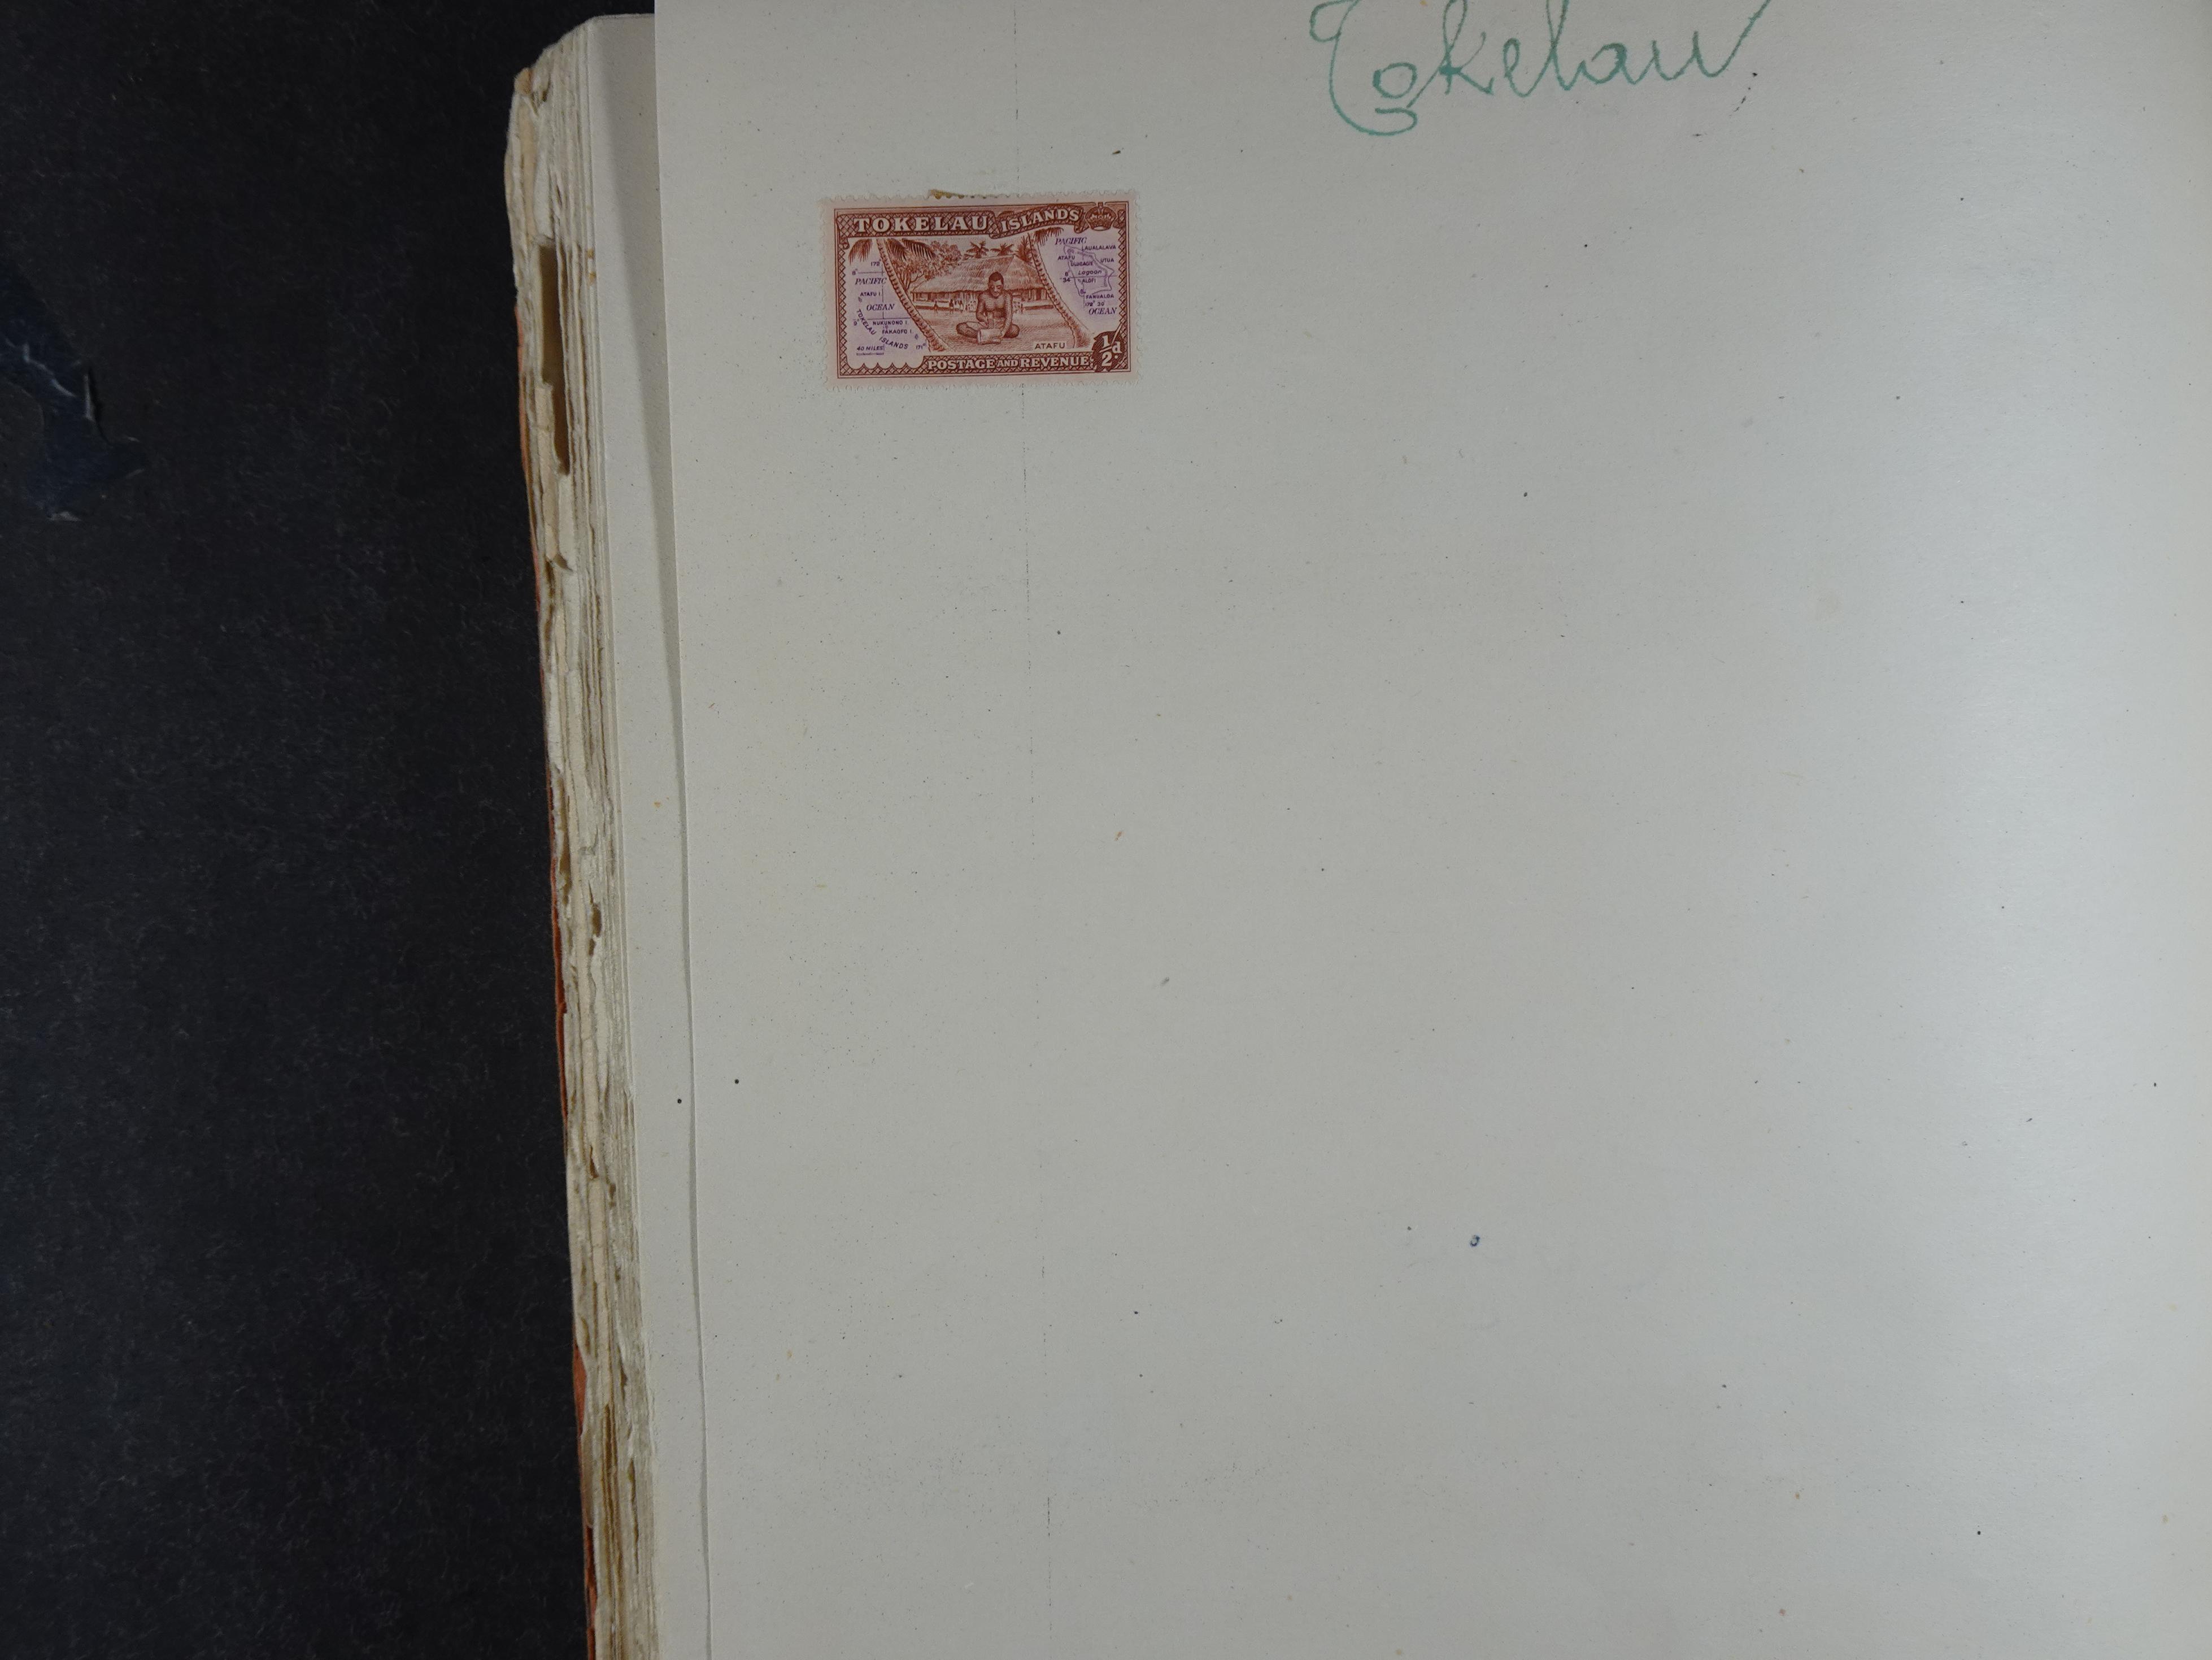 Tokelau
TOKELAU ISLANDS
PACIFIC
ATAFU
Lagoon
OCEAN
PACIFIC
ATAFU I.
OCEAN
NUKUNONO I.
FAKAOFU I.
TOKELAU ISLANDS
40 MILES
ATAFU
POSTAGE AND REVENUE
1/2d